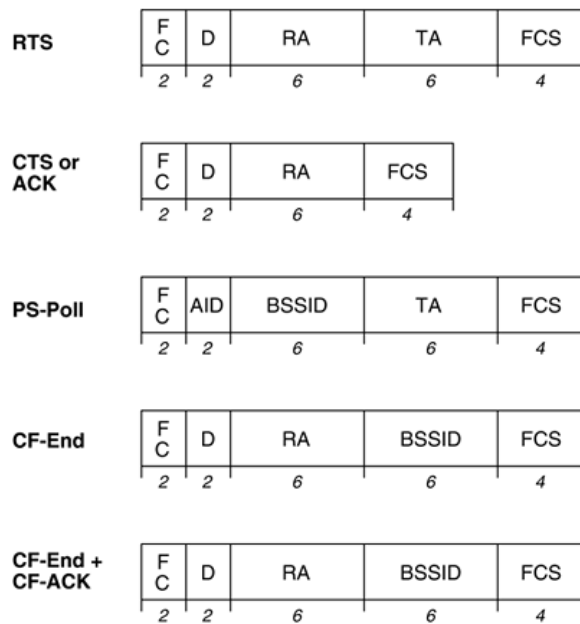 RTS
F
C
D RA TA FCS
2 2 6 6 4
CTS or
ACK
F
C
D RA FCS
2 2 6 4
PS-Poll
F
C
AID BSSID TA FCS
2 2 6 6 4
CF-End
F
C
D RA BSSID FCS
2 2 6 6 4
CF-End +
CF-ACK
F
C
D RA BSSID FCS
2 2 6 6 4